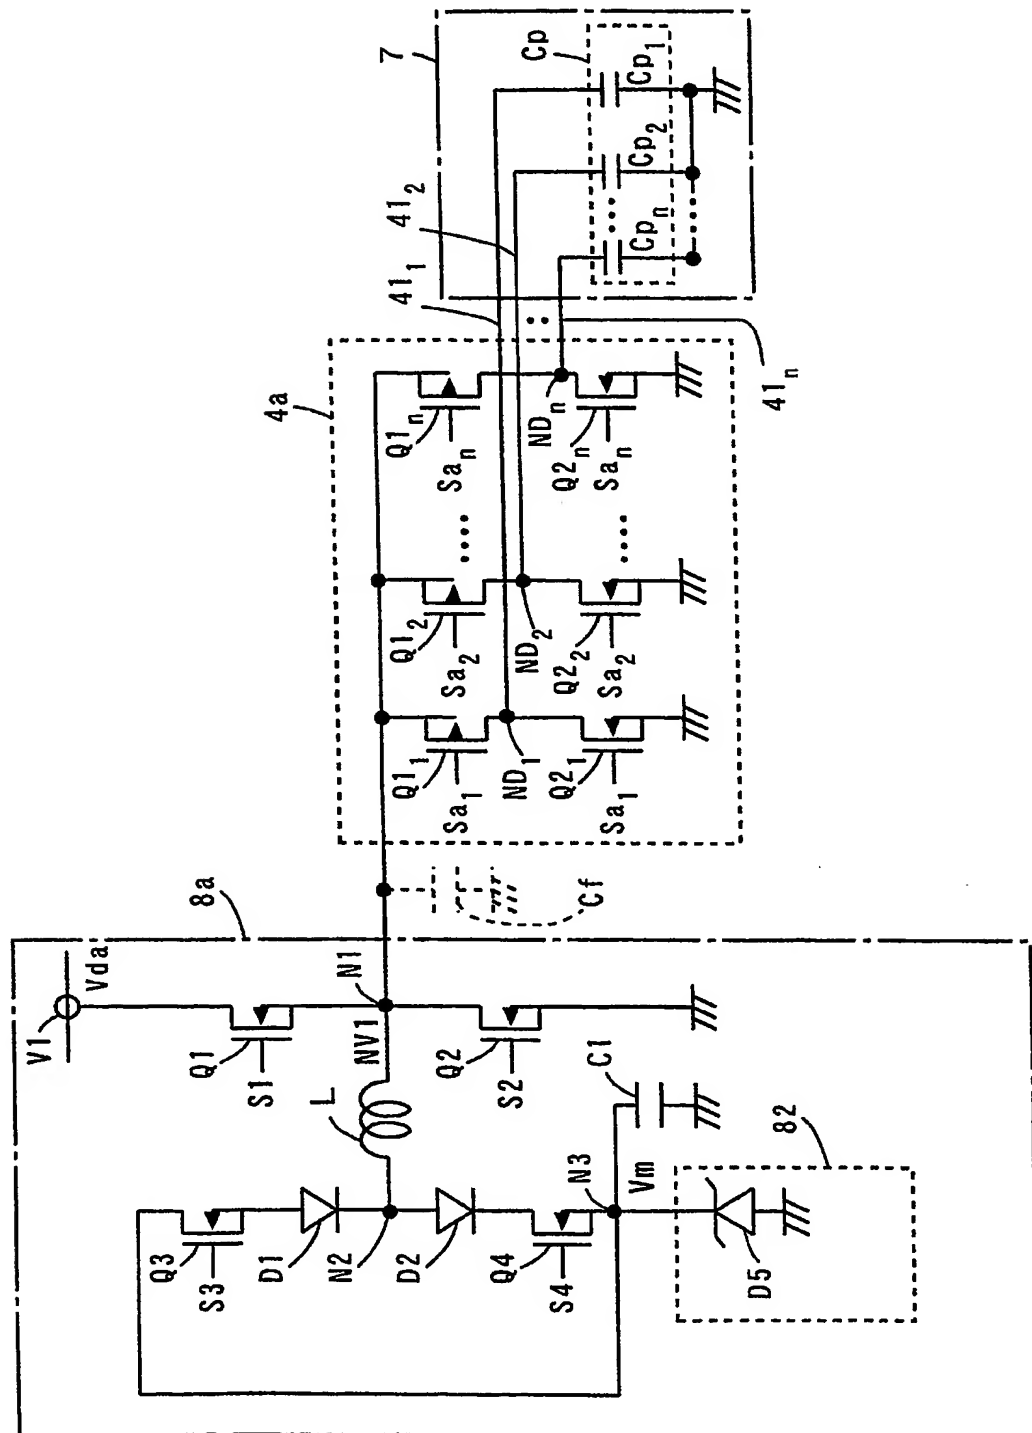 8a
V1
Vda
Q1
S1
NV1
N1
L
Q2
S2
C1
Q3
S3
D1
N2
D2
Q4
S4
N3
Vm
82
D5
Cf
4a
Q1₁
Sa₁
ND₁
Q2₁
Sa₁
Q1₂
Sa₂
ND₂
Q2₂
Sa₂
Q1ₙ
Saₙ
NDₙ
Q2ₙ
Saₙ
41₁
41₂
41ₙ
7
Cp
Cp₁
Cp₂
Cpₙ